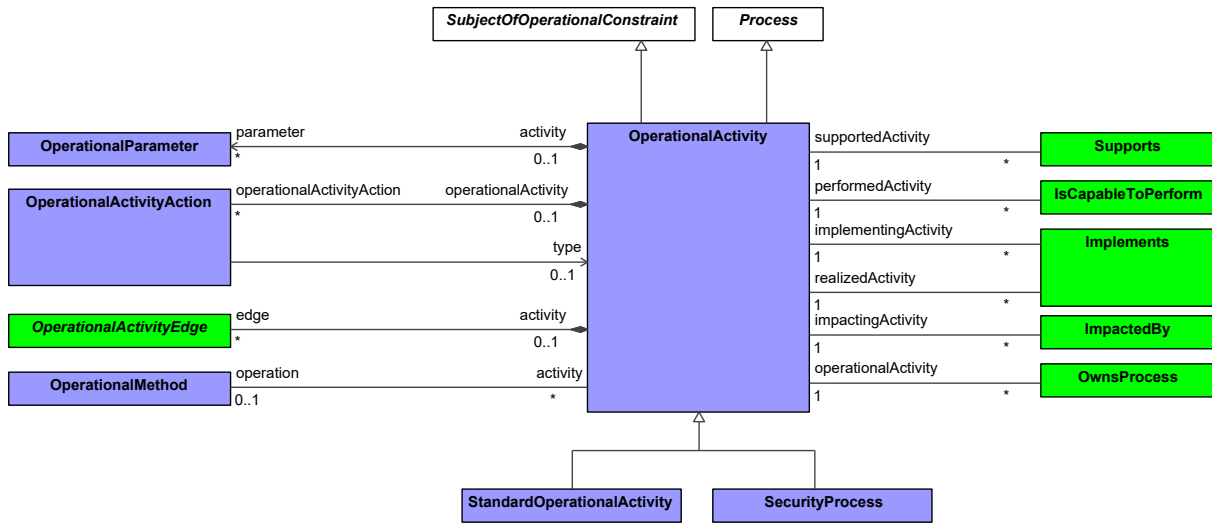 SubjectOfOperationalConstraint
Process
OperationalActivity
parameter
activity
OperationalParameter
*
0..1
operationalActivityAction
operationalActivity
OperationalActivityAction
*
0..1
type
0..1
edge
activity
OperationalActivityEdge
*
0..1
operation
activity
OperationalMethod
0..1
*
supportedActivity
Supports
1
*
performedActivity
IsCapableToPerform
1
*
implementingActivity
Implements
1
*
realizedActivity
1
*
impactingActivity
ImpactedBy
1
*
operationalActivity
OwnsProcess
1
*
StandardOperationalActivity
SecurityProcess